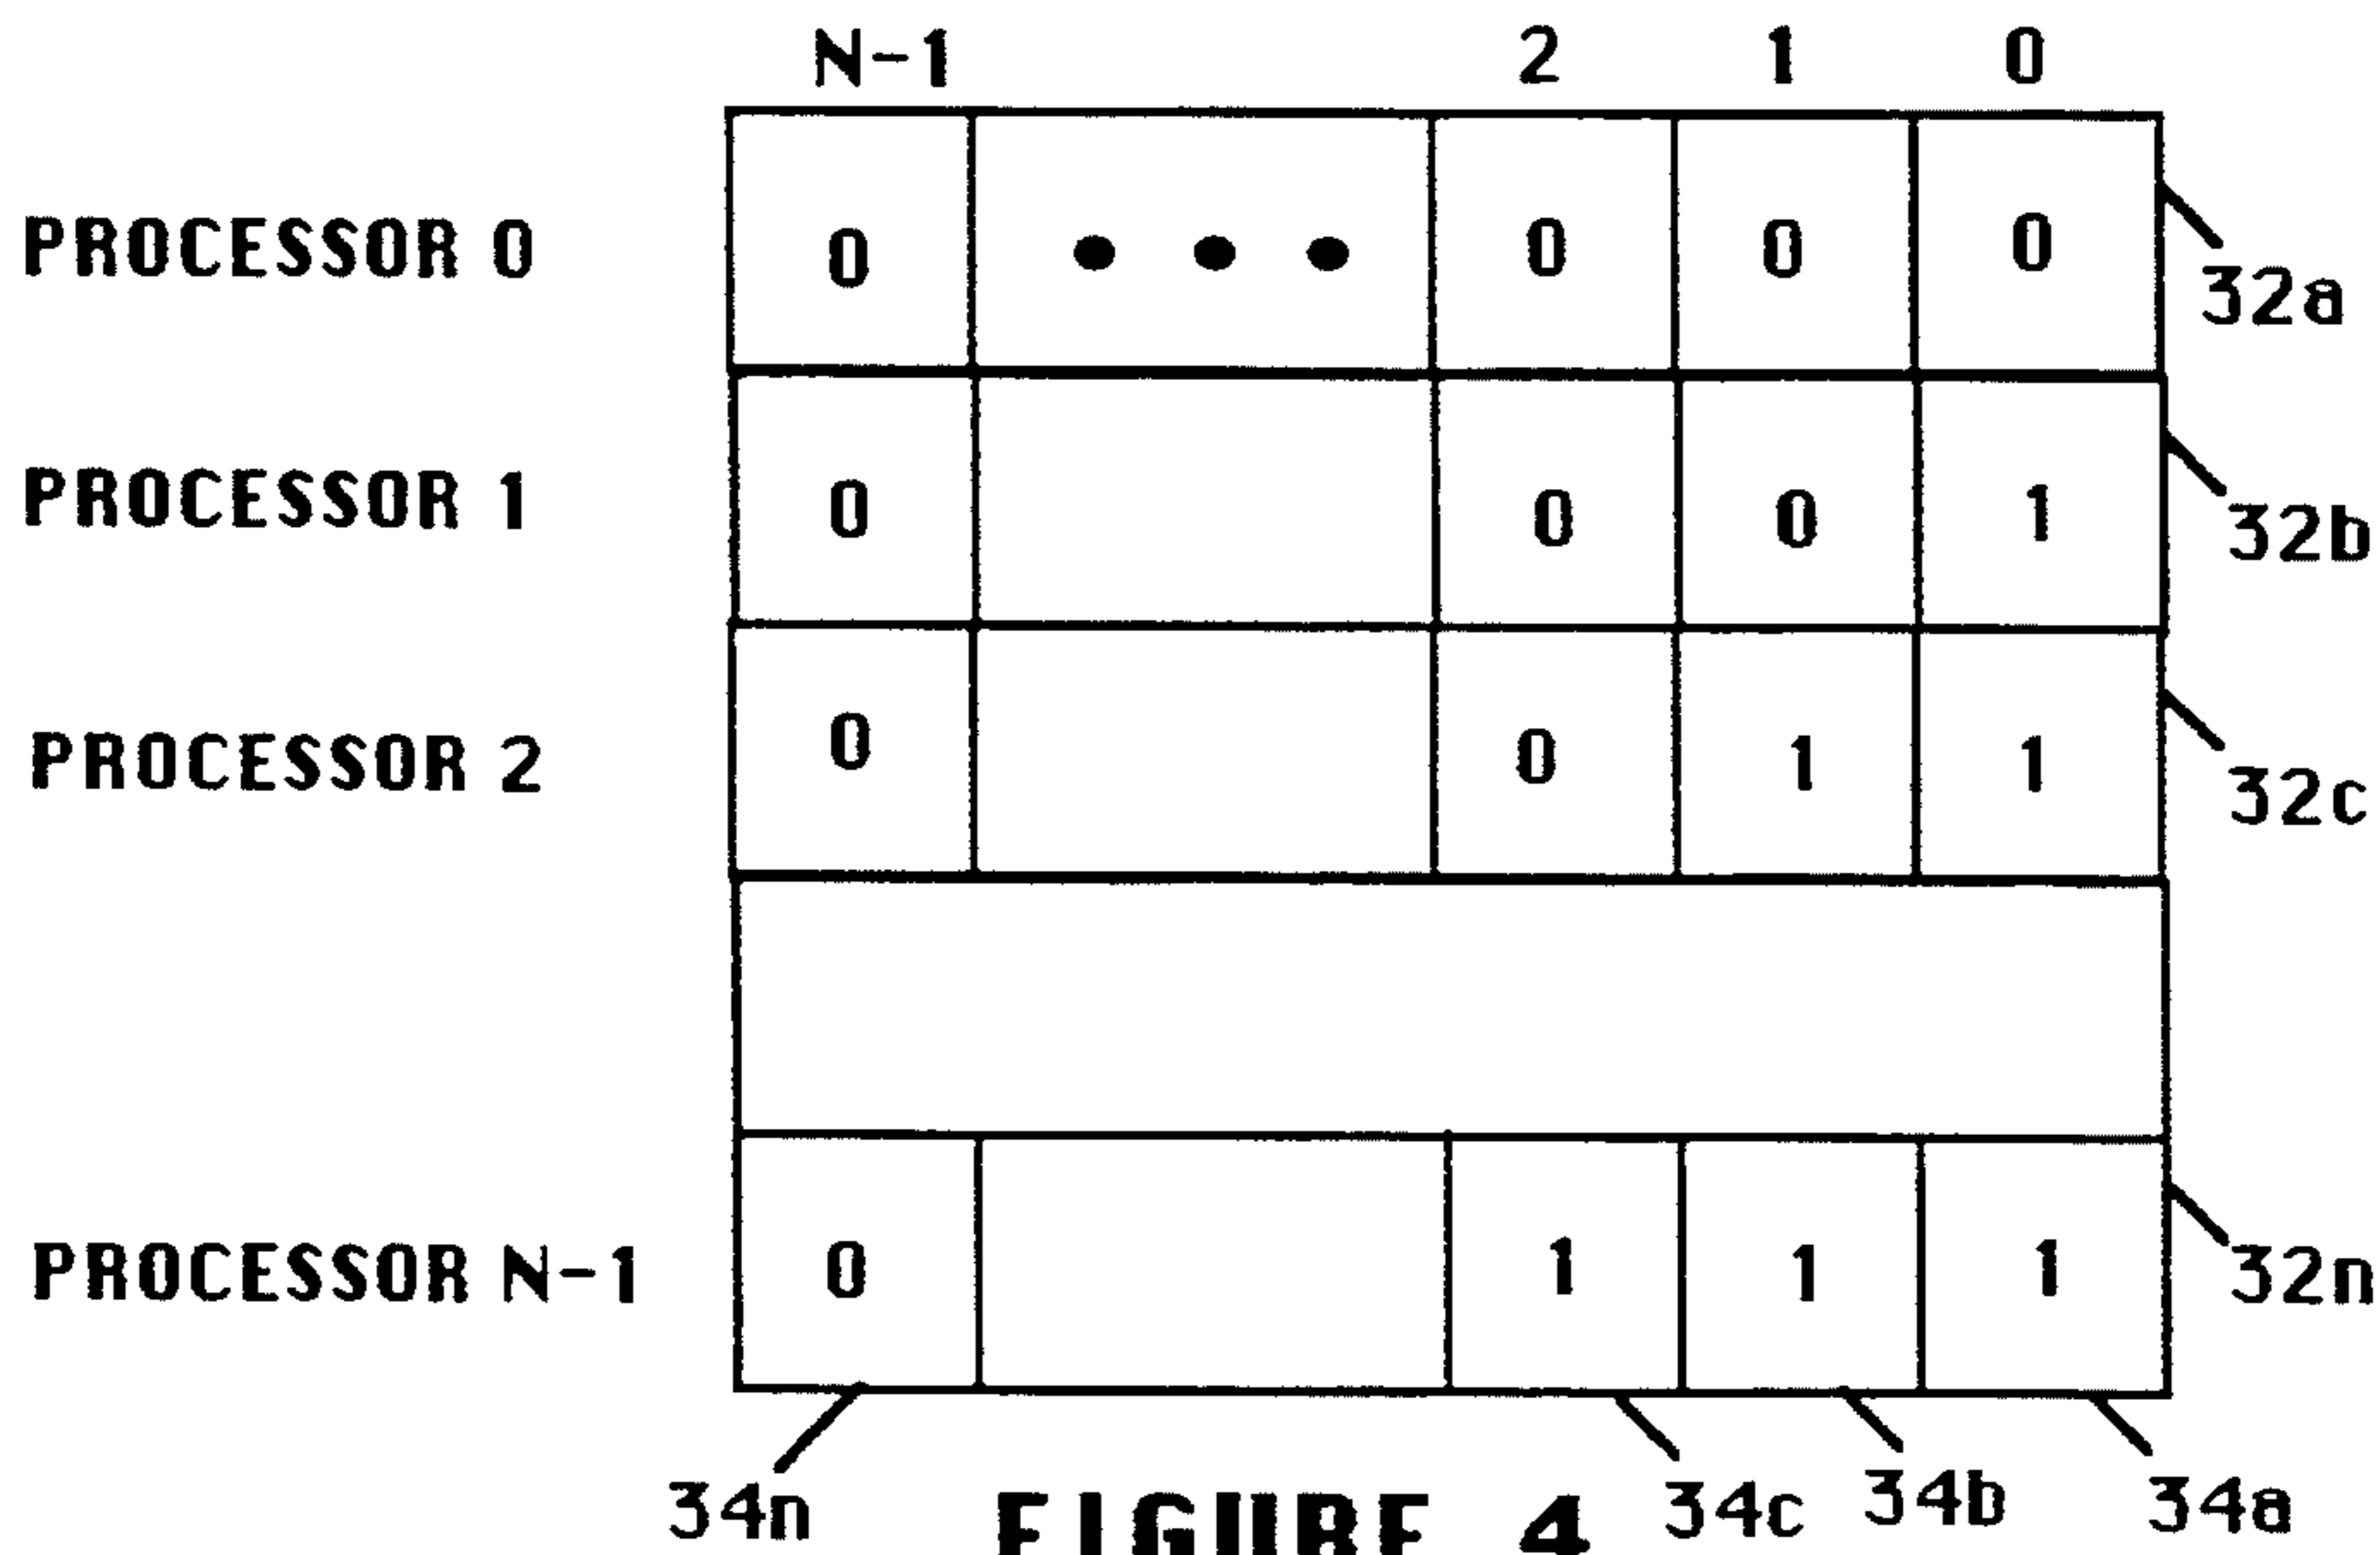 N-1 2 1 0
PROCESSOR 0 0 ● ● ● 0 0 0
32a
PROCESSOR 1 0 0 0 1
32b
PROCESSOR 2 0 0 1 1
32c
PROCESSOR N-1 0 1 1 1
32n
34n 34c 34b 34a
FIGURE 4